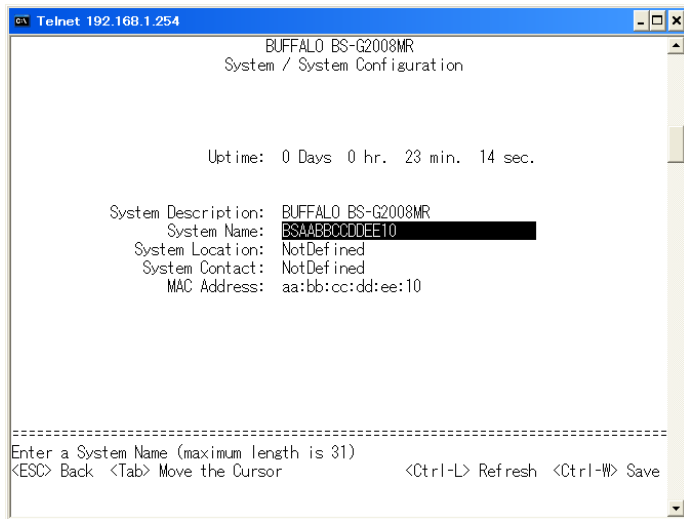 Telnet 192.168.1.254
BUFFALO BS-G2008MR
System / System Configuration
Uptime: 0 Days 0 hr. 23 min. 14 sec.
System Description: BUFFALO BS-G2008MR
System Name: BSAABBCCDDEE10
System Location: NotDefined
System Contact: NotDefined
MAC Address: aa:bb:cc:dd:ee:10
================================================================================
Enter a System Name (maximum length is 31)
<ESC> Back <Tab> Move the Cursor <Ctrl-L> Refresh <Ctrl-W> Save